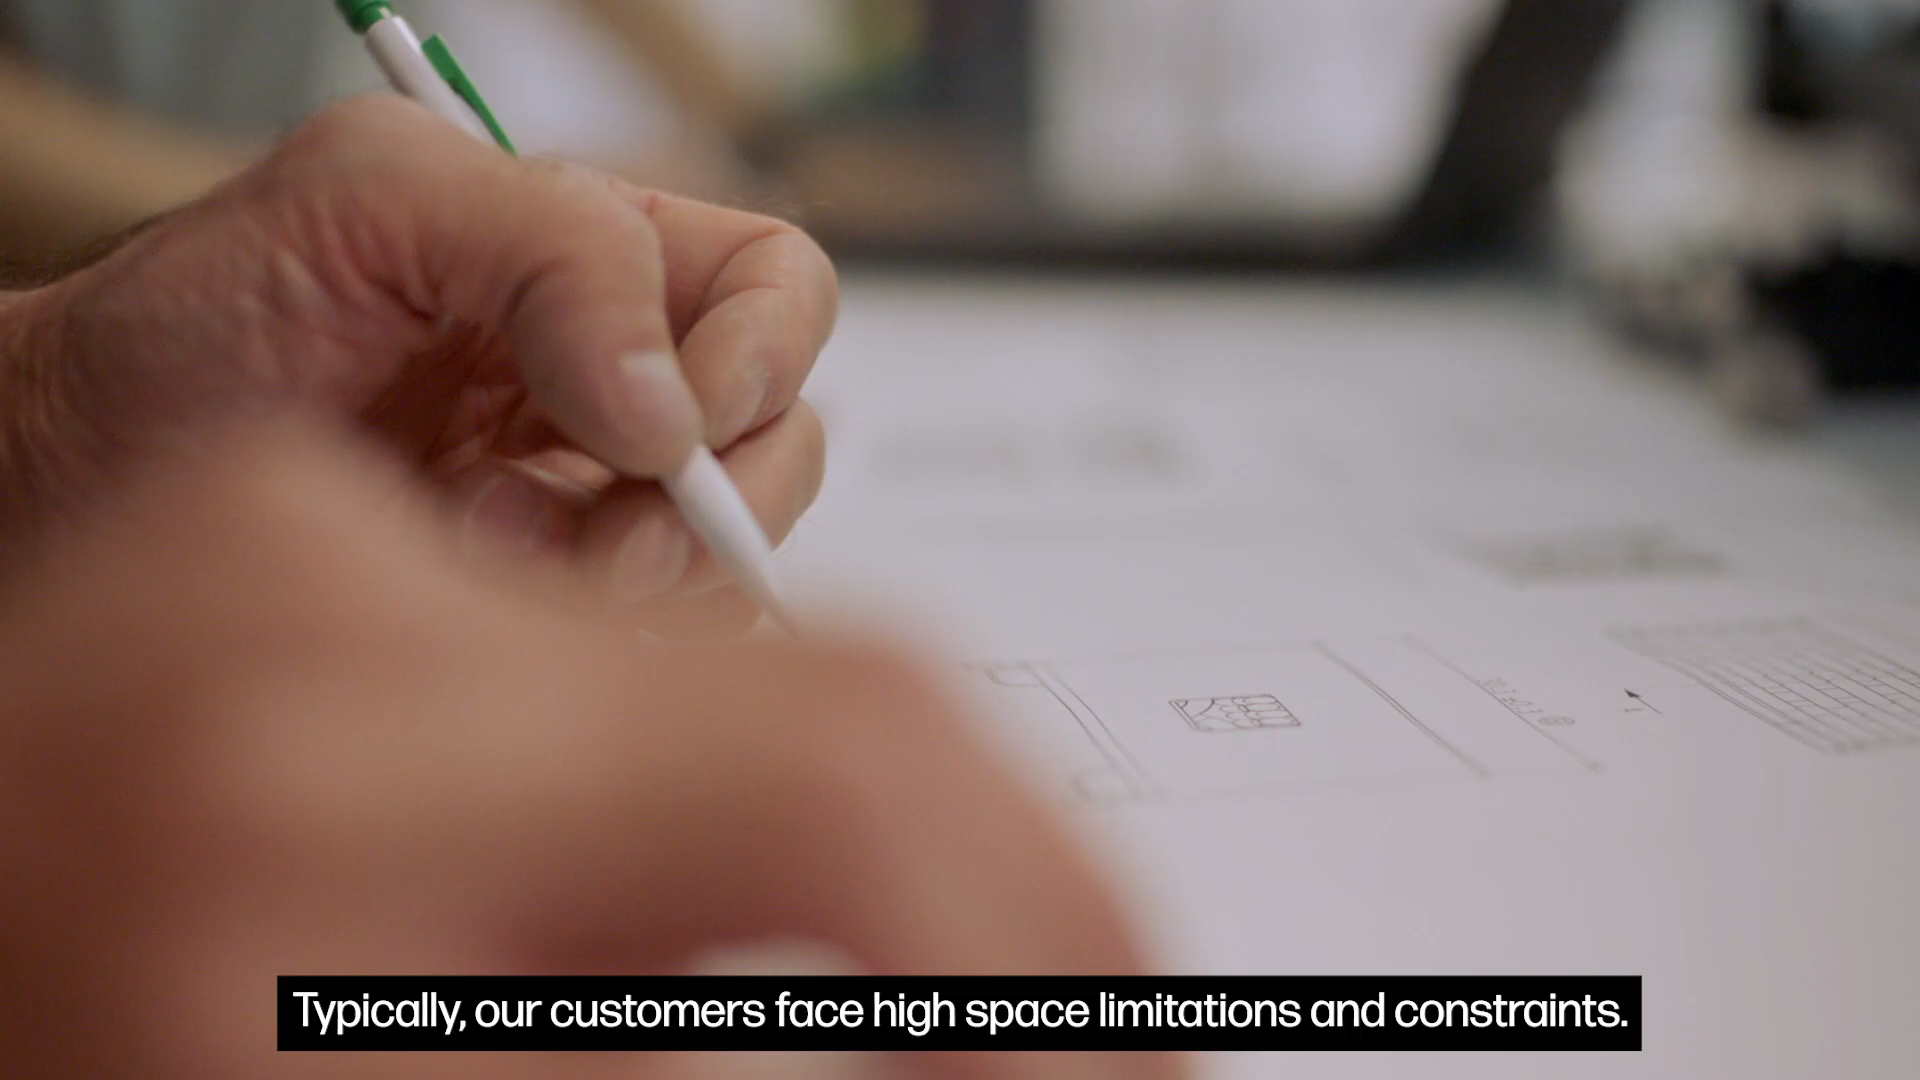 Typically, our customers face high space limitations and constraints.